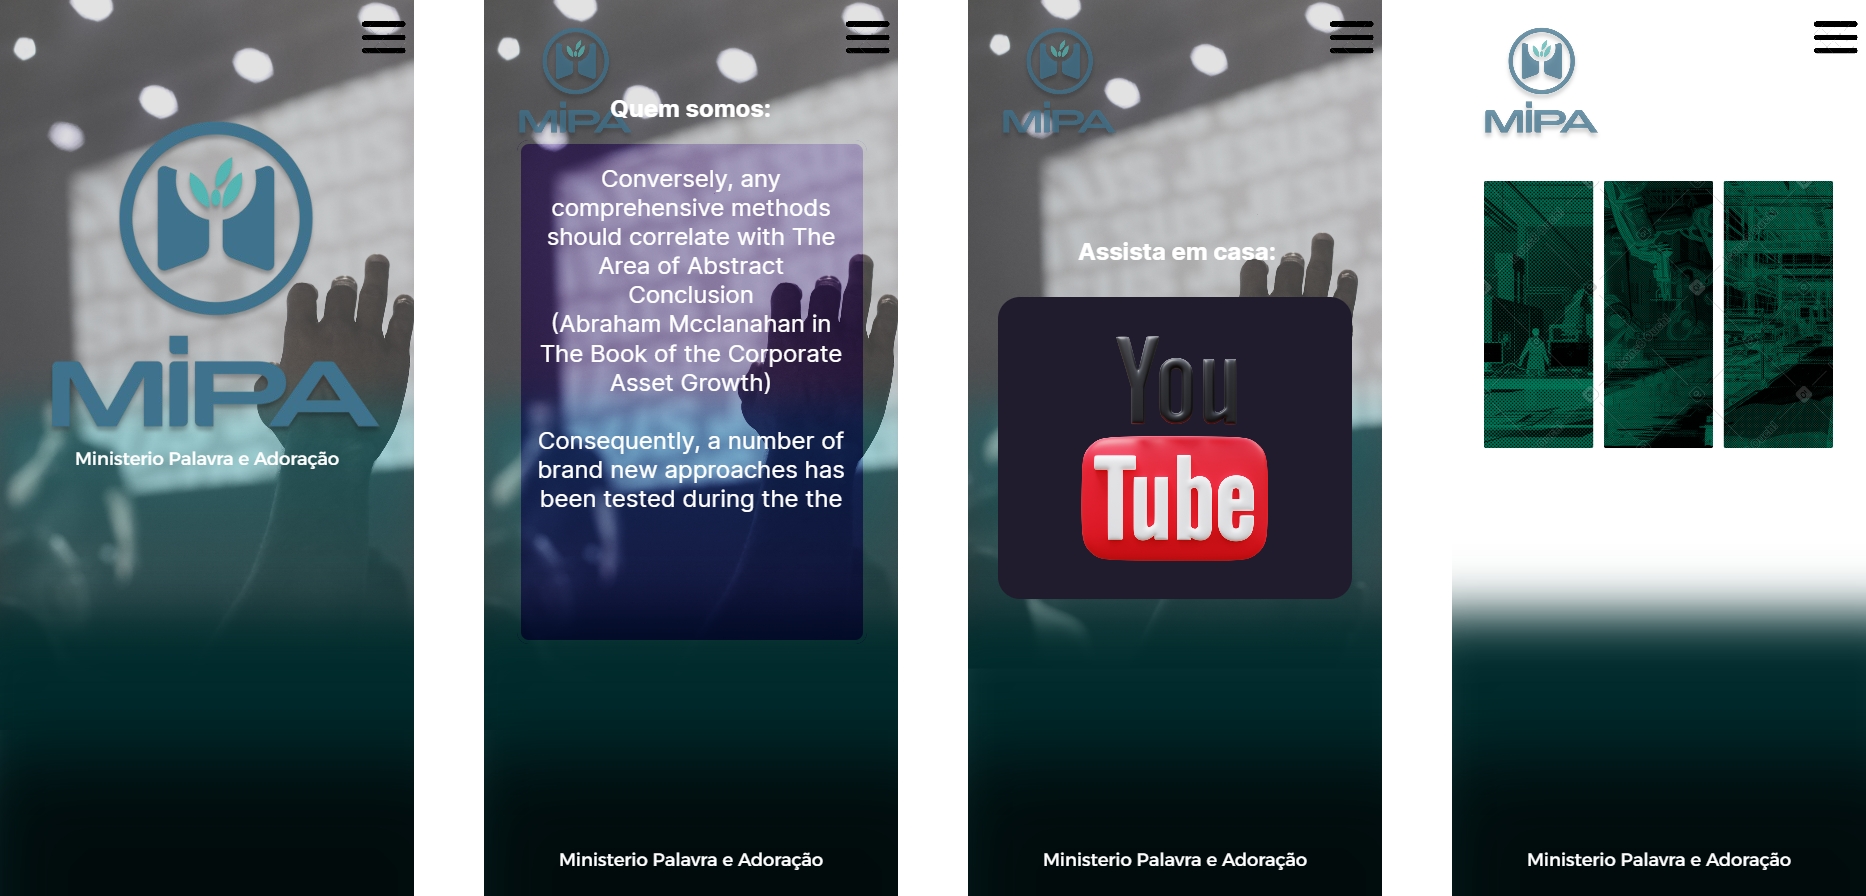 MiPA
Ministerio Palavra e Adoração
MiPA
Quem somos:
Conversely, any
comprehensive methods
should correlate with The
Area of Abstract
Conclusion
(Abraham Mcclanahan in
The Book of the Corporate
Asset Growth)
Consequently, a number of
brand new approaches has
been tested during the the
Ministerio Palavra e Adoração
MiPA
JESUS JESUS
Assista em casa:
You
Tube
Ministerio Palavra e Adoração
MiPA
Ministerio Palavra e Adoração